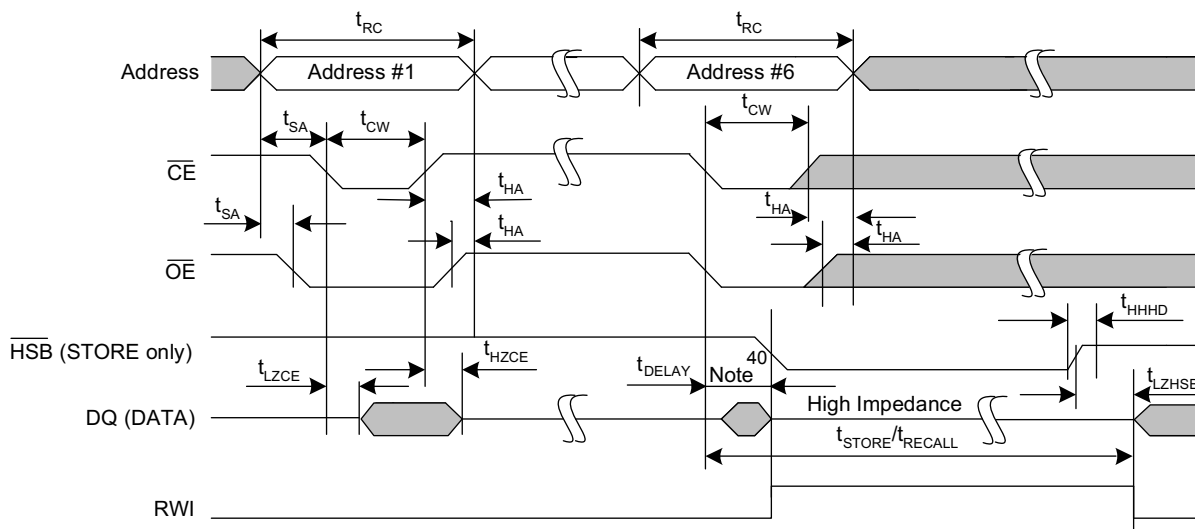 tRC tRC
Address Address #1 Address #6
tCW
tSA tCW
CE
tHA tHA
tSA
tHA tHA
OE
tHHHD
HSB (STORE only)
tLZCE tHZCE tDELAY Note 40 tLZHSB
DQ (DATA) High Impedance
tSTORE/tRECALL
RWI